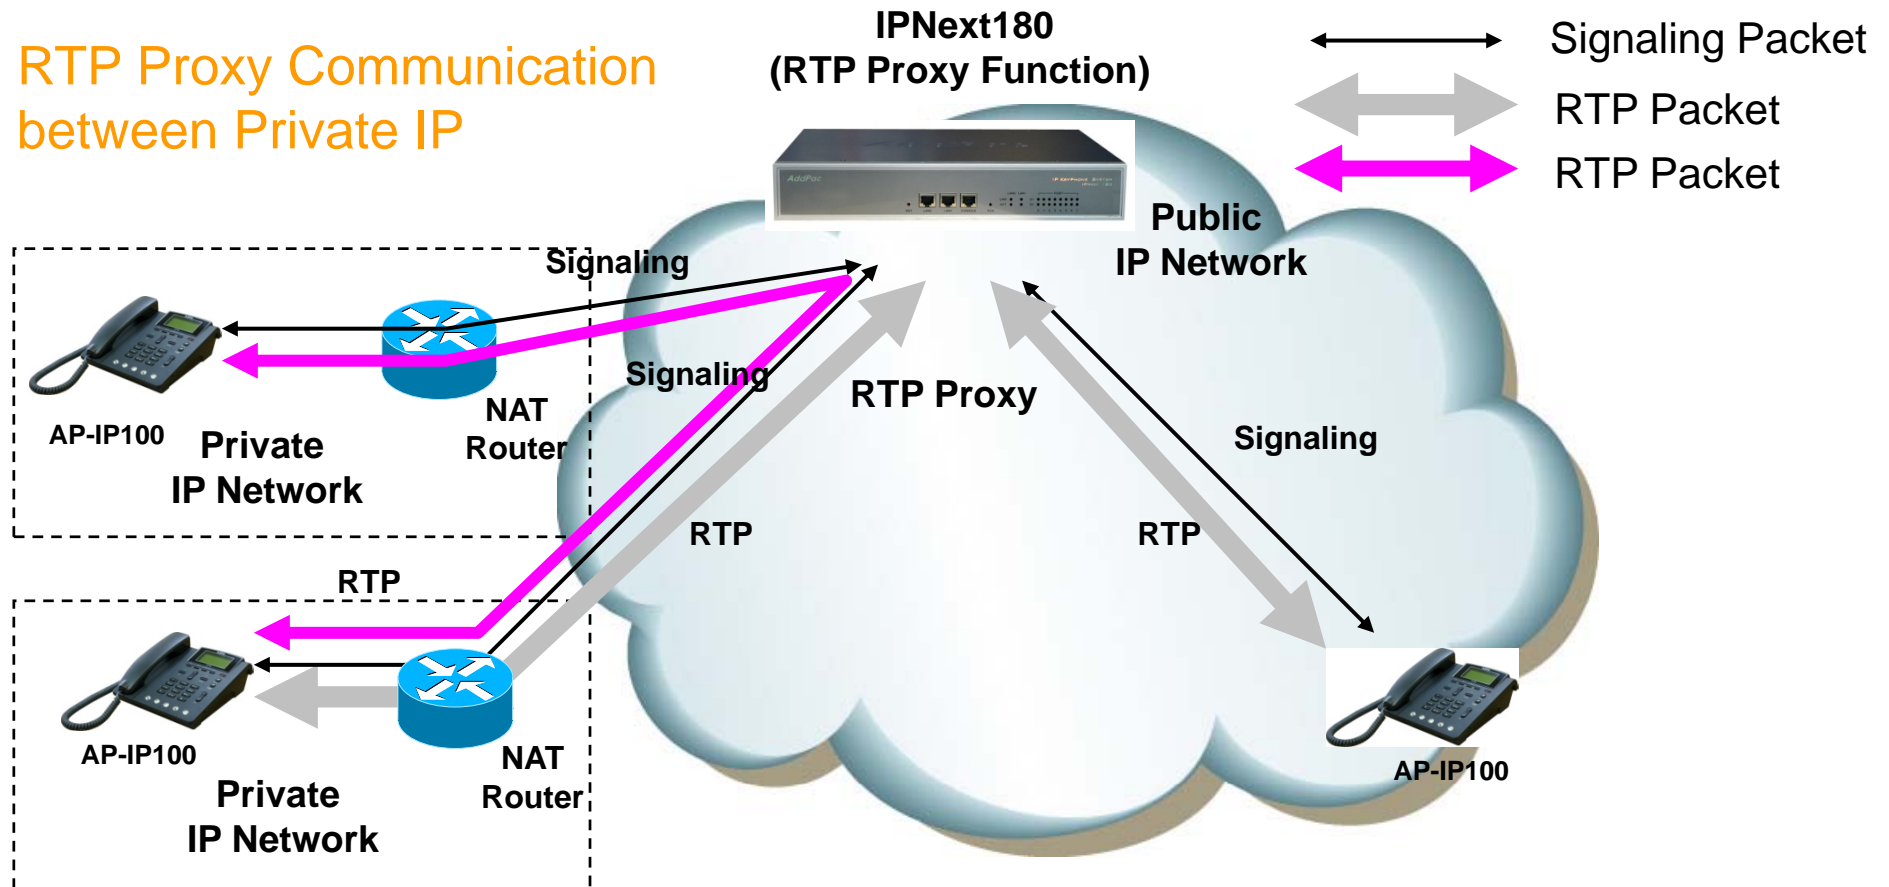 RTP Proxy Communication
between Private IP
IPNext180
(RTP Proxy Function)
Signaling Packet
RTP Packet
RTP Packet
AddPac
Public
IP Network
Signaling
Signaling
RTP Proxy
NAT
Router
AP-IP100
Private
IP Network
Signaling
RTP
RTP
RTP
AP-IP100
NAT
Router
Private
IP Network
AP-IP100